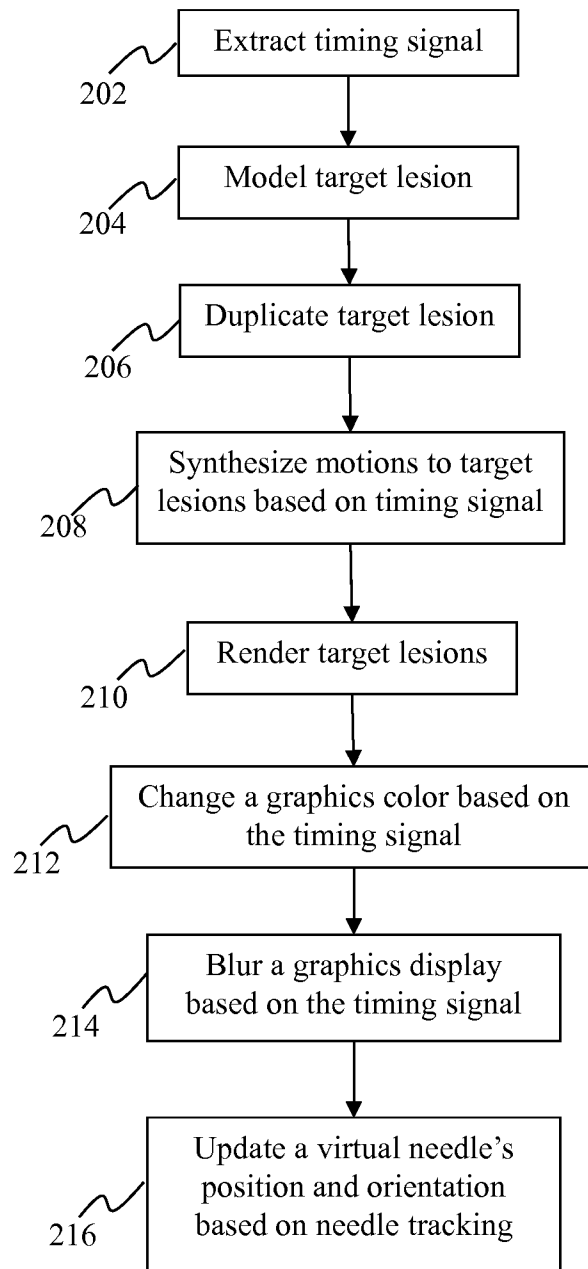 Extract timing signal
202
Model target lesion
204
Duplicate target lesion
206
Synthesize motions to target
lesions based on timing signal
208
Render target lesions
210
Change a graphics color based on
the timing signal
212
Blur a graphics display
based on the timing signal
214
Update a virtual needle’s
position and orientation
based on needle tracking
216